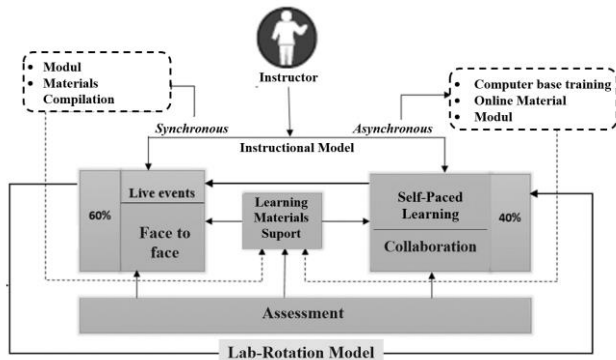 Instructor
• Modul
• Materials
Compilation
• Computer base training
• Online Material
• Modul
Synchronous
Asynchronous
Instructional Model
60%
Live events
Face to
face
Learning
Materials
Suport
Self-Paced
Learning
Collaboration
40%
Assessment
Lab-Rotation Model